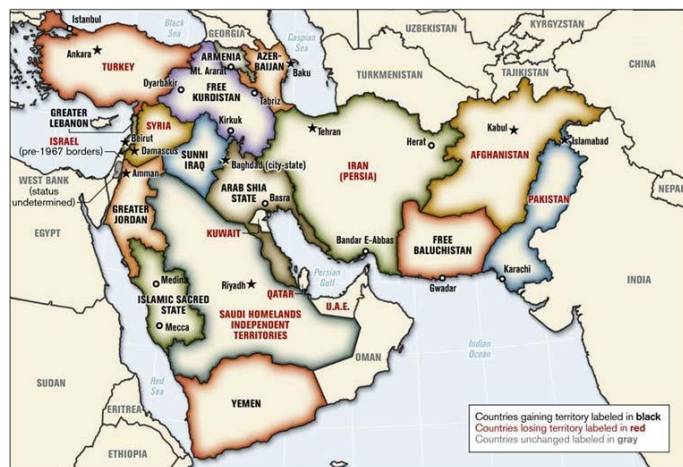 Istanbul
Black
Sea
GEORGIA
Caspian
Sea
UZBEKISTAN
KYRGYZSTAN
Ankara
TURKEY
ARMENIA
Mt. Ararat
AZER-
BAIJAN
Baku
TURKMENISTAN
TAJIKISTAN
CHINA
Dyarbakir
FREE
KURDISTAN
Tabriz
GREATER
LEBANON
SYRIA
Kirkuk
Tehran
Kabul
Islamabad
ISRAEL
(pre-1967 borders)
Beirut
Damascus
SUNNI
IRAQ
Baghdad (city-state)
Herat
AFGHANISTAN
WEST BANK
(status
undetermined)
Amman
IRAN
(PERSIA)
ARAB SHIA
STATE
Basra
PAKISTAN
NEPAL
EGYPT
GREATER
JORDAN
KUWAIT
Bandar E-Abbas
FREE
BALUCHISTAN
Medina
Riyadh
Persian
Gulf
Gwadar
Karachi
INDIA
ISLAMIC SACRED
STATE
QATAR
U.A.E.
Mecca
SAUDI HOMELANDS
INDEPENDENT
TERRITORIES
OMAN
Indian
Ocean
SUDAN
Red
Sea
YEMEN
ERITREA
ETHIOPIA
Countries gaining territory labeled in black
Countries losing territory labeled in red
Countries unchanged labeled in gray